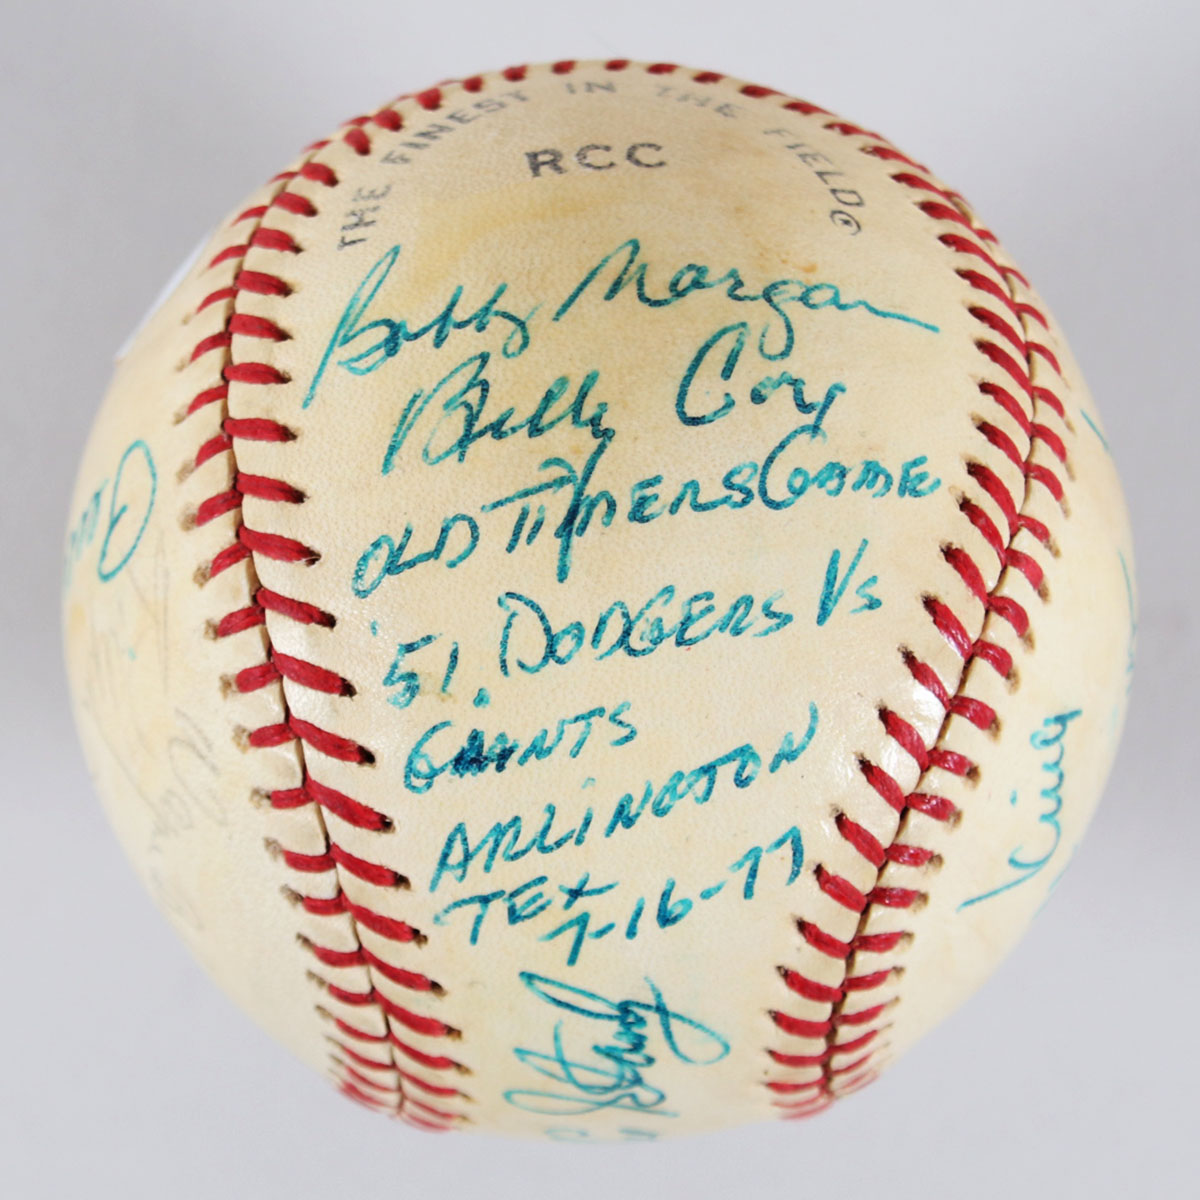 THE FINEST IN THE FIELD©
RCC
Bobby Morgan
Billy Cox
OLD TIMERS GAME
'51. DODGERS Vs
GIANTS
ARLINGTON
TEX
7-16-77